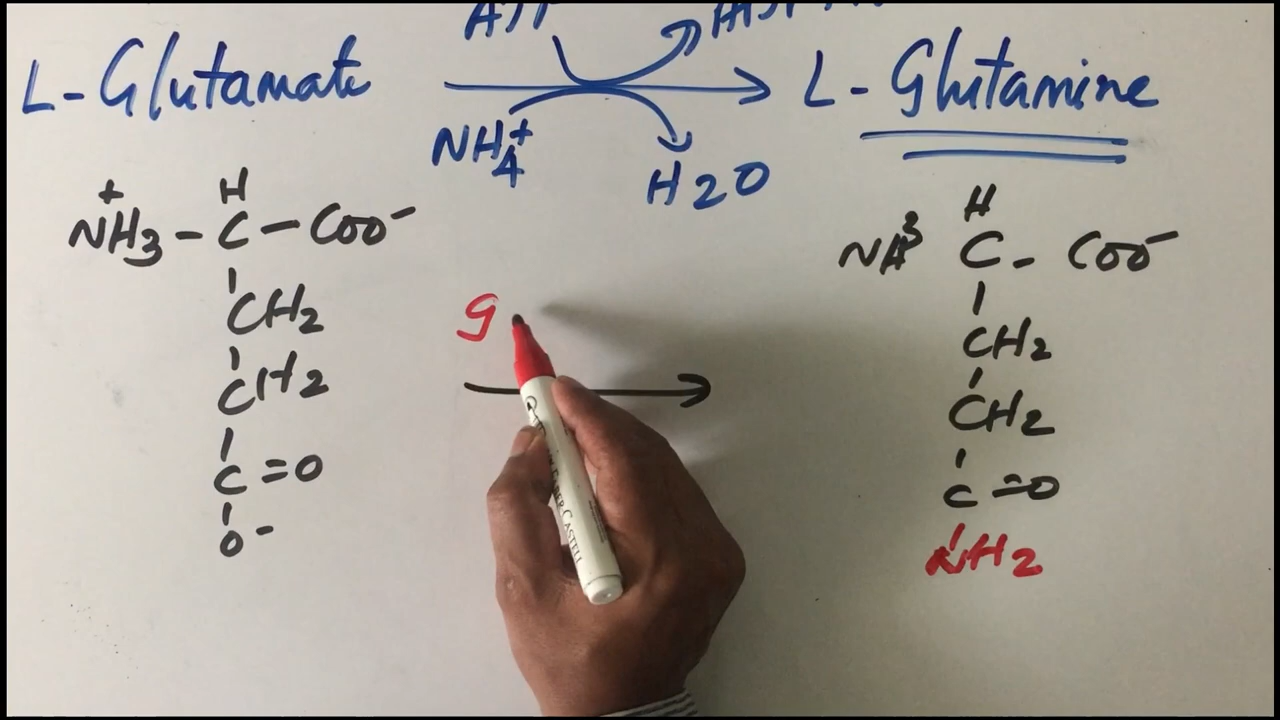 ATP
L-Glutamate
L-Glutamine
NH4+
H2O
+
H
NH3-C-COO-
CH2
CH2
C=O
O-
H
NH3 C- COO-
CH2
CH2
C=O
NH2
G